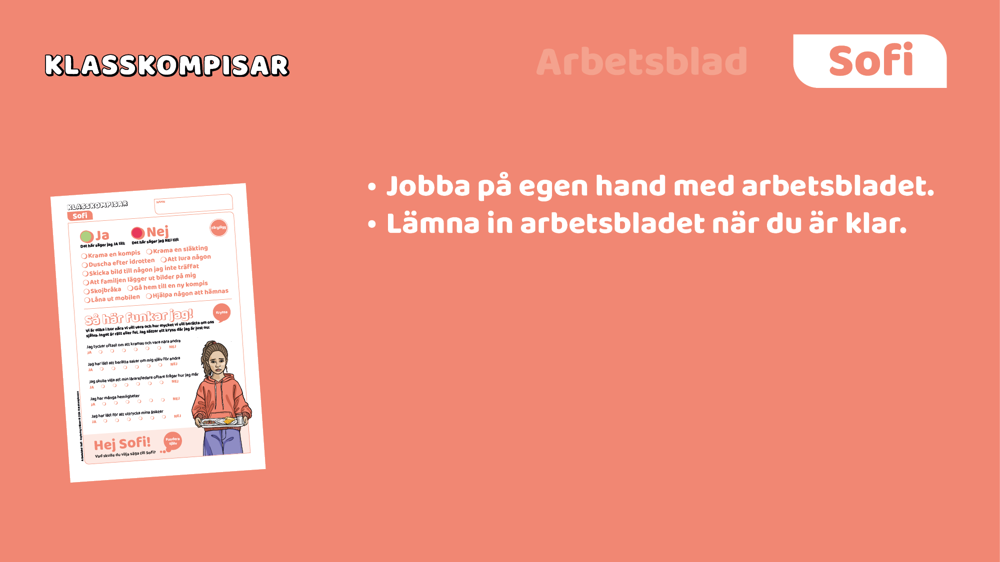 KLASSKOMPISAR
Arbetsblad
Sofi
• Jobba på egen hand med arbetsbladet.
• Lämna in arbetsbladet när du är klar.
KLASSKOMPISAR
NAMN
Sofi
Färglägg
Ja
Nej
Det här säger jag JA till:
Det här säger jag NEJ till:
Krama en kompis
Krama en släkting
Duscha efter idrotten
Att lura någon
Skicka bild till någon jag inte träffat
Att familjen lägger ut bilder på mig
Skojbråka
Gå hem till en ny kompis
Låna ut mobilen
Hjälpa någon att hämnas
Så här funkar jag!
Kryssa
Vi är olika i hur nära vi vill vara och hur mycket vi vill berätta om oss
själva. Inget är rätt eller fel. Jag sätter ett kryss där jag är just nu:
Jag tycker oftast om att kramas och vara nära andra
JA NEJ
Jag har lätt att berätta saker om mig själv för andra
JA NEJ
Jag skulle vilja att min lärare/ledare oftare frågar hur jag mår
JA NEJ
Jag har många hemligheter
JA NEJ
Jag har lätt för att uttrycka mina åsikter
JA NEJ
Hej Sofi!
Fundera
själv
Vad skulle du vilja säga till Sofi?
Arbetsblad Sofi Kopiering tillåten © 2024